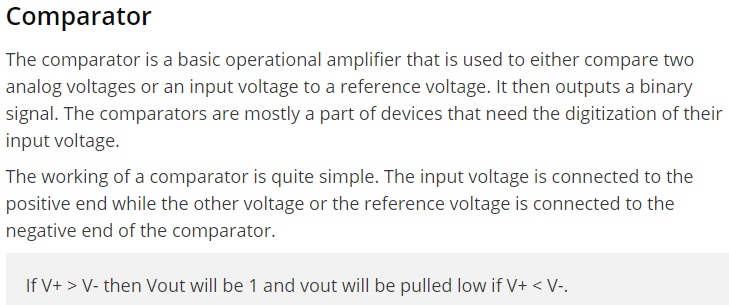 Comparator
The comparator is a basic operational amplifier that is used to either compare two
analog voltages or an input voltage to a reference voltage. It then outputs a binary
signal. The comparators are mostly a part of devices that need the digitization of their
input voltage.
The working of a comparator is quite simple. The input voltage is connected to the
positive end while the other voltage or the reference voltage is connected to the
negative end of the comparator.
If V+ > V- then Vout will be 1 and vout will be pulled low if V+ < V-.